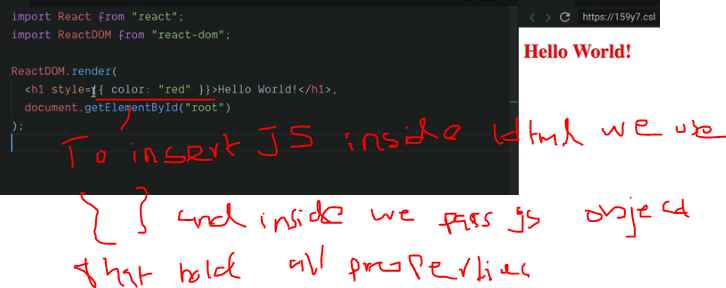 import React from "react";
import ReactDOM from "react-dom";
https://159y7.csl
Hello World!
ReactDOM.render(
<h1 style={{ color: "red" }}>Hello World!</h1>,
document.getElementById("root")
);
To insert JS inside html we use
{ } and inside we pass js object
that hold all properties